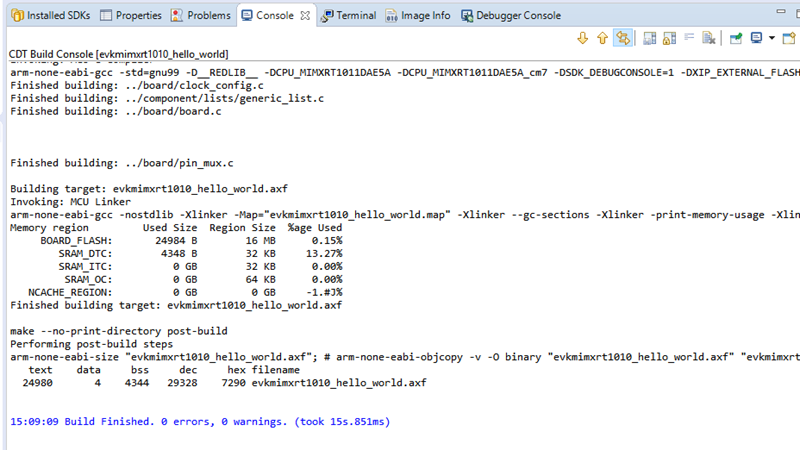 Installed SDKs Properties Problems Console Terminal Image Info Debugger Console
CDT Build Console [evkmimxrt1010_hello_world]
arm-none-eabi-gcc -std=gnu99 -D__REDLIB__ -DCPU_MIMXRT1011DAE5A -DCPU_MIMXRT1011DAE5A_cm7 -DSDK_DEBUGCONSOLE=1 -DXIP_EXTERNAL_FLASH
Finished building: ../board/clock_config.c
Finished building: ../component/lists/generic_list.c
Finished building: ../board/board.c
Finished building: ../board/pin_mux.c
Building target: evkmimxrt1010_hello_world.axf
Invoking: MCU Linker
arm-none-eabi-gcc -nostdlib -Xlinker -Map="evkmimxrt1010_hello_world.map" -Xlinker --gc-sections -Xlinker -print-memory-usage -Xlin
Memory region Used Size Region Size %age Used
BOARD_FLASH: 24984 B 16 MB 0.15%
SRAM_DTC: 4348 B 32 KB 13.27%
SRAM_ITC: 0 GB 32 KB 0.00%
SRAM_OC: 0 GB 64 KB 0.00%
NCACHE_REGION: 0 GB 0 GB -1.#J%
Finished building target: evkmimxrt1010_hello_world.axf
make --no-print-directory post-build
Performing post-build steps
arm-none-eabi-size "evkmimxrt1010_hello_world.axf"; # arm-none-eabi-objcopy -v -O binary "evkmimxrt1010_hello_world.axf" "evkmimxrt
text data bss dec hex filename
24980 4 4344 29328 7290 evkmimxrt1010_hello_world.axf
15:09:09 Build Finished. 0 errors, 0 warnings. (took 15s.851ms)